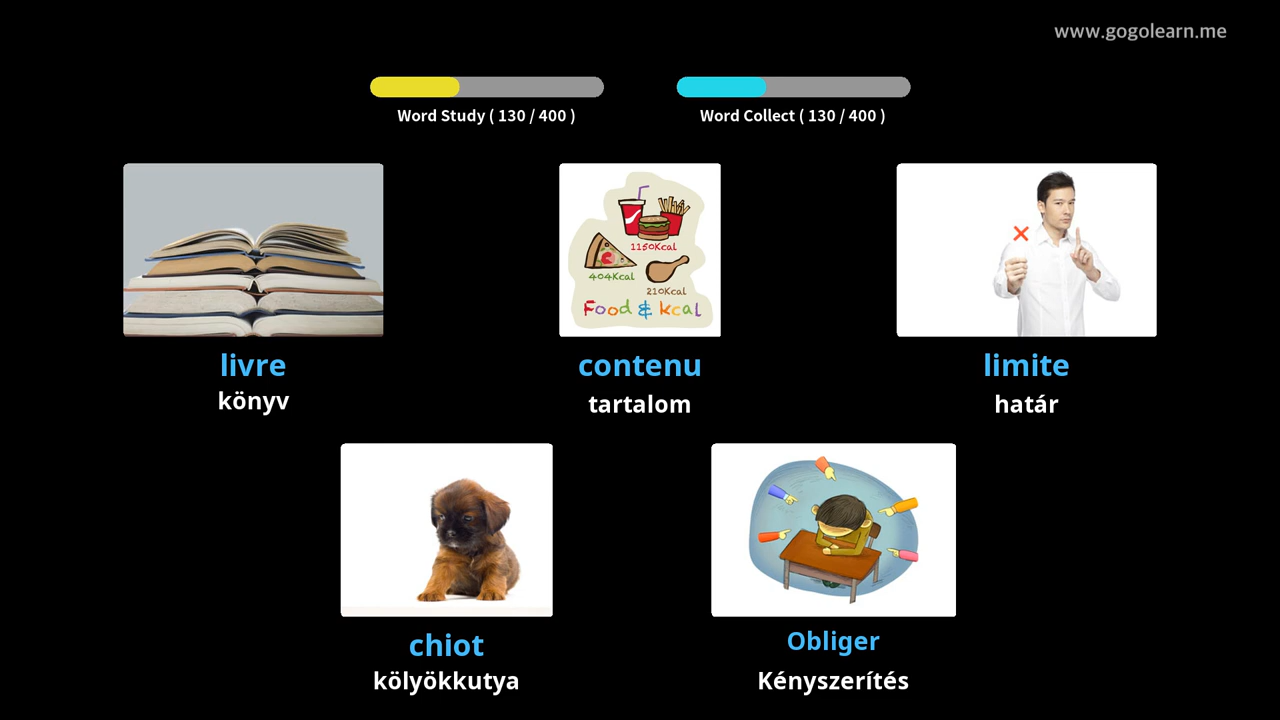 www.gogolearn.me
Word Study ( 130 / 400 )
Word Collect ( 130 / 400 )
1150Kcal
404Kcal
210Kcal
Food & kcal
livre
könyv
contenu
tartalom
limite
határ
chiot
kölyökkutya
Obliger
Kényszerítés